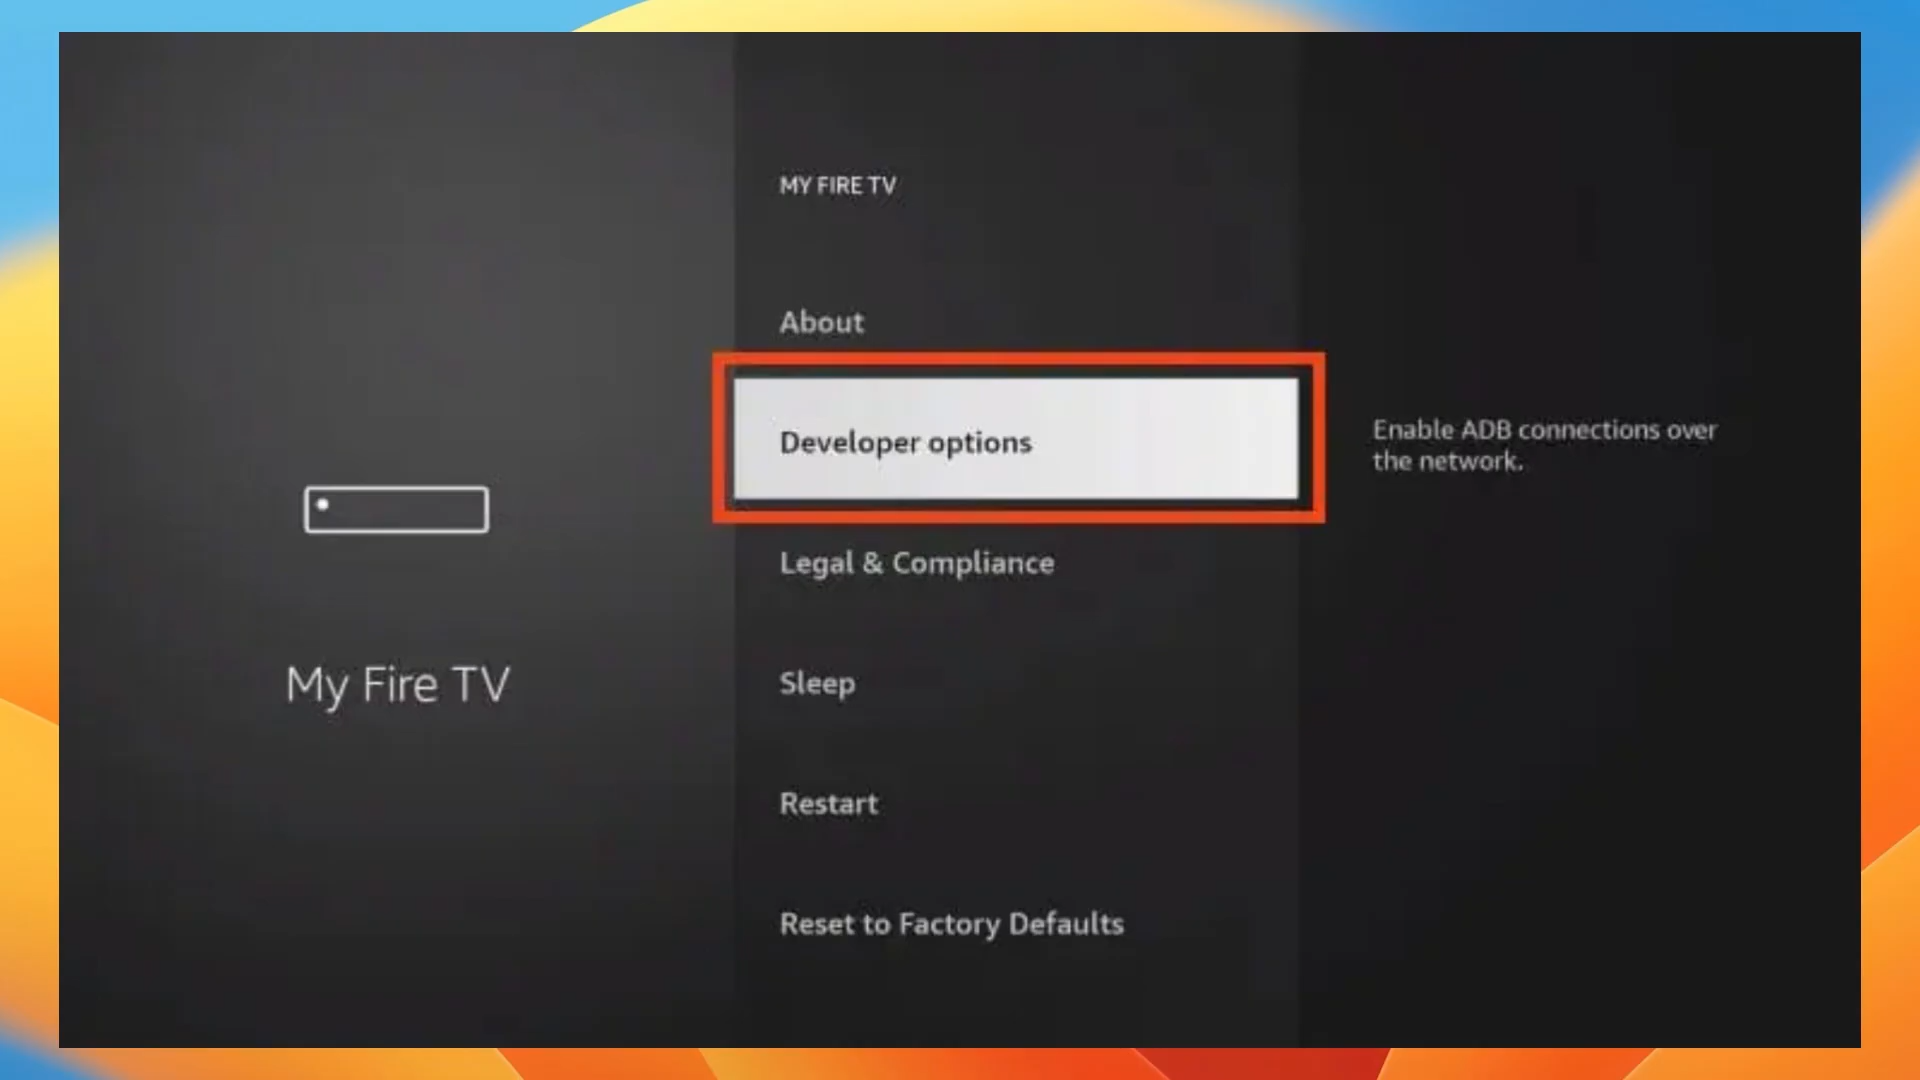 MY FIRE TV
About
Developer options
Enable ADB connections over
the network.
Legal & Compliance
My Fire TV
Sleep
Restart
Reset to Factory Defaults